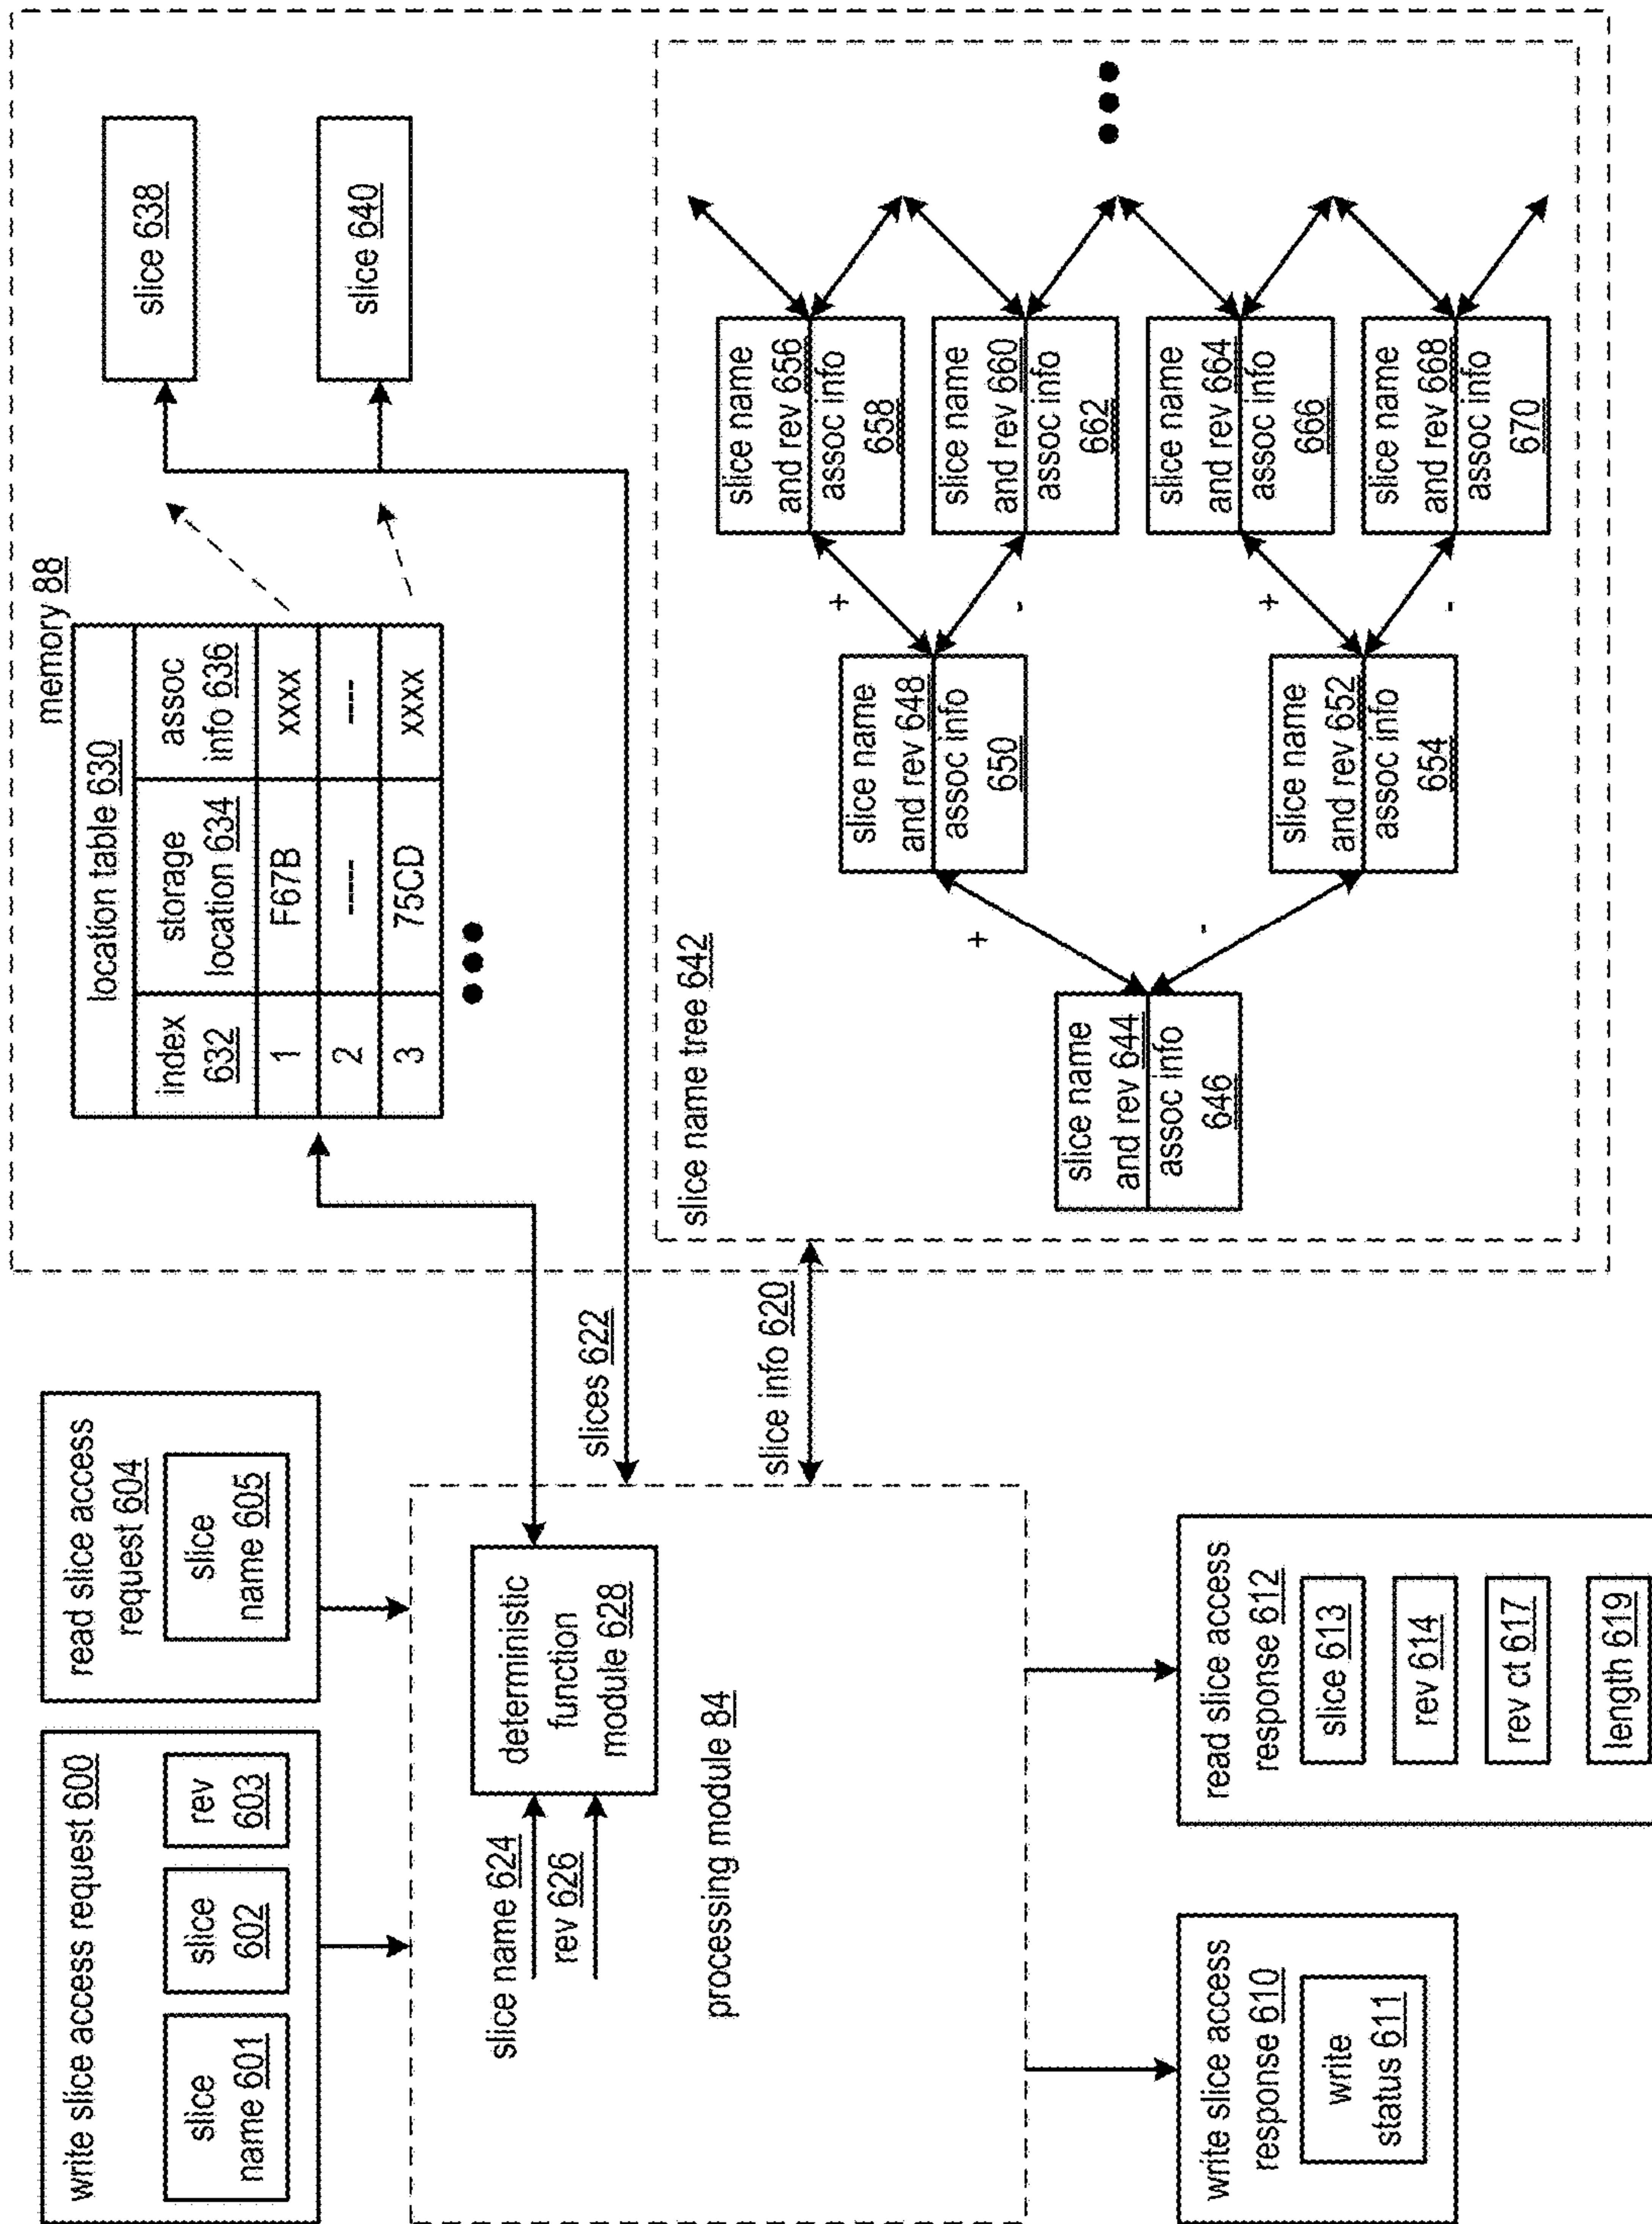 write slice access request 600
slice
name 601
slice
602
rev
603
read slice access
request 604
slice
name 605
slice name 624
rev 626
deterministic
function
module 628
processing module 84
slices 622
slice info 620
write slice access
response 610
write
status 611
read slice access
response 612
slice 613
rev 614
rev ct 617
length 619
memory 88
location table 630
index
632
storage
location 634
assoc
info 636
1
F67B
xxxx
2
----
----
3
75CD
xxxx
slice 638
slice 640
slice name tree 642
slice name
and rev 644
assoc info
646
+
-
slice name
and rev 648
assoc info
650
+
-
slice name
and rev 652
assoc info
654
+
-
slice name
and rev 656
assoc info
658
slice name
and rev 660
assoc info
662
slice name
and rev 664
assoc info
666
slice name
and rev 668
assoc info
670